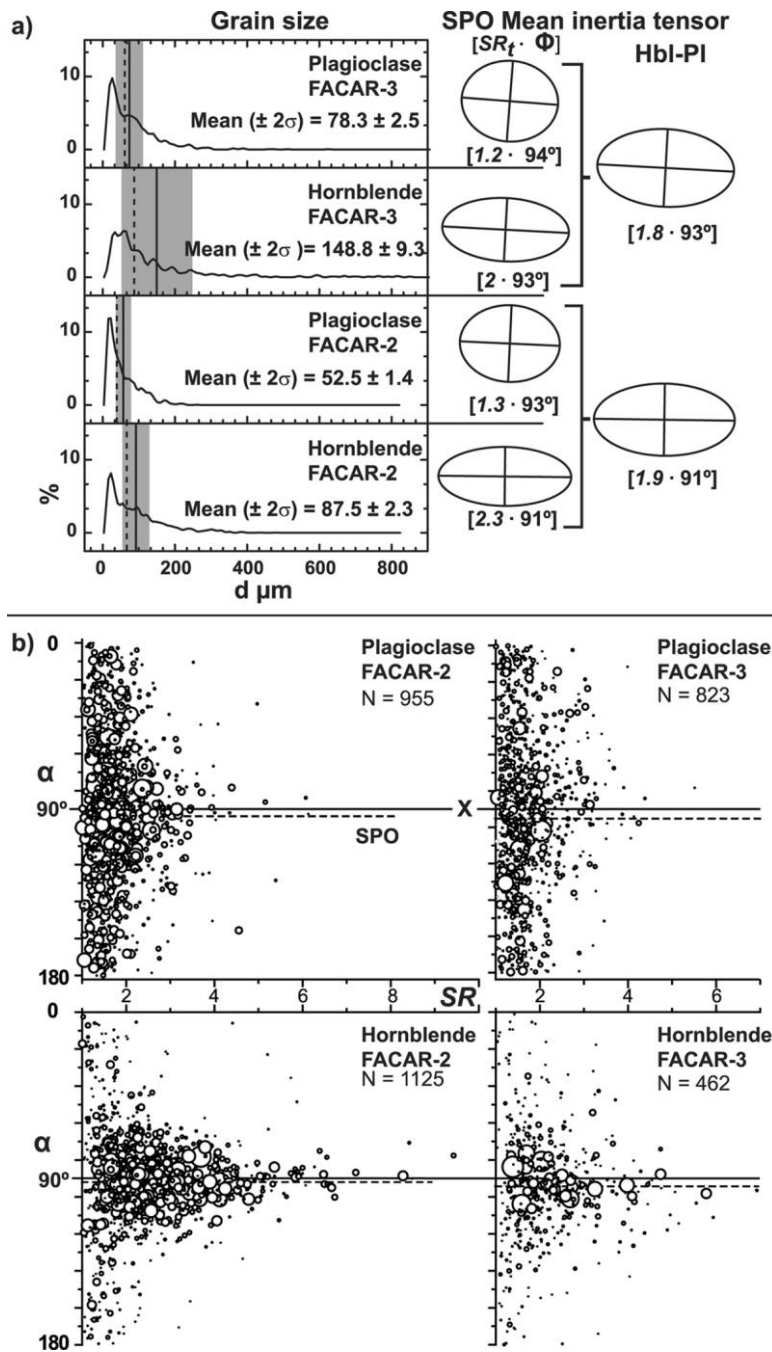 a)
Grain size
SPO Mean inertia tensor
[SRt · Φ]
Hbl-Pl
10
0
Plagioclase
FACAR-3
Mean (± 2σ) = 78.3 ± 2.5
[1.2 · 94º]
10
0
Hornblende
FACAR-3
Mean (± 2σ ) = 148.8 ± 9.3
[2 · 93º]
[1.8 · 93º]
10
0
Plagioclase
FACAR-2
Mean (± 2σ) = 52.5 ± 1.4
[1.3 · 93º]
10
0
%
Hornblende
FACAR-2
Mean (± 2σ) = 87.5 ± 2.3
[2.3 · 91º]
[1.9 · 91º]
0 200 400 600 800
d µm
b)
0
α
90º
180
Plagioclase
FACAR-2
N = 955
SPO
X
Plagioclase
FACAR-3
N = 823
2 4 6 8 SR 2 4 6
0
α
90º
180
Hornblende
FACAR-2
N = 1125
Hornblende
FACAR-3
N = 462